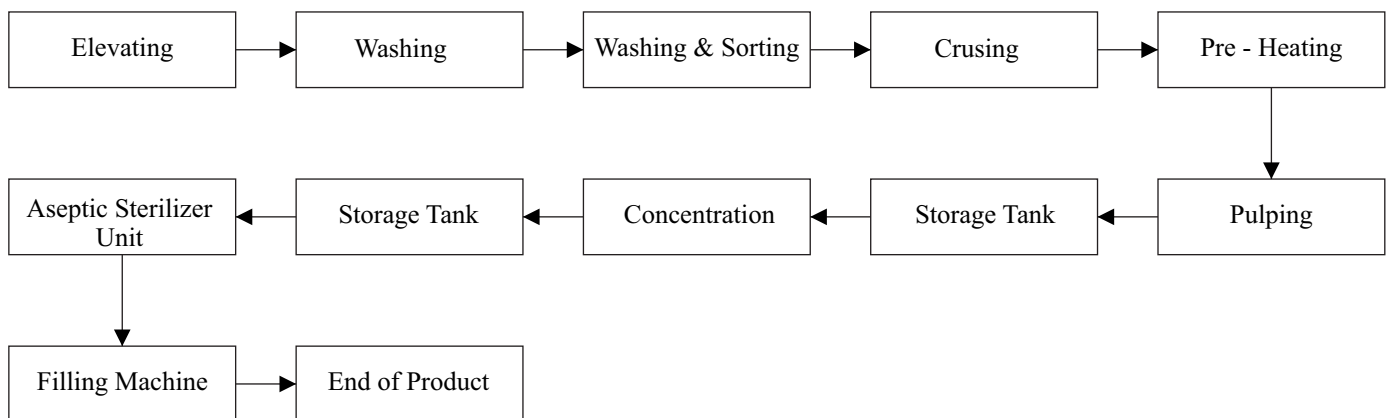 Elevating
Washing
Washing & Sorting
Crusing
Pre - Heating
Pulping
Storage Tank
Concentration
Storage Tank
Aseptic Sterilizer
Unit
Filling Machine
End of Product